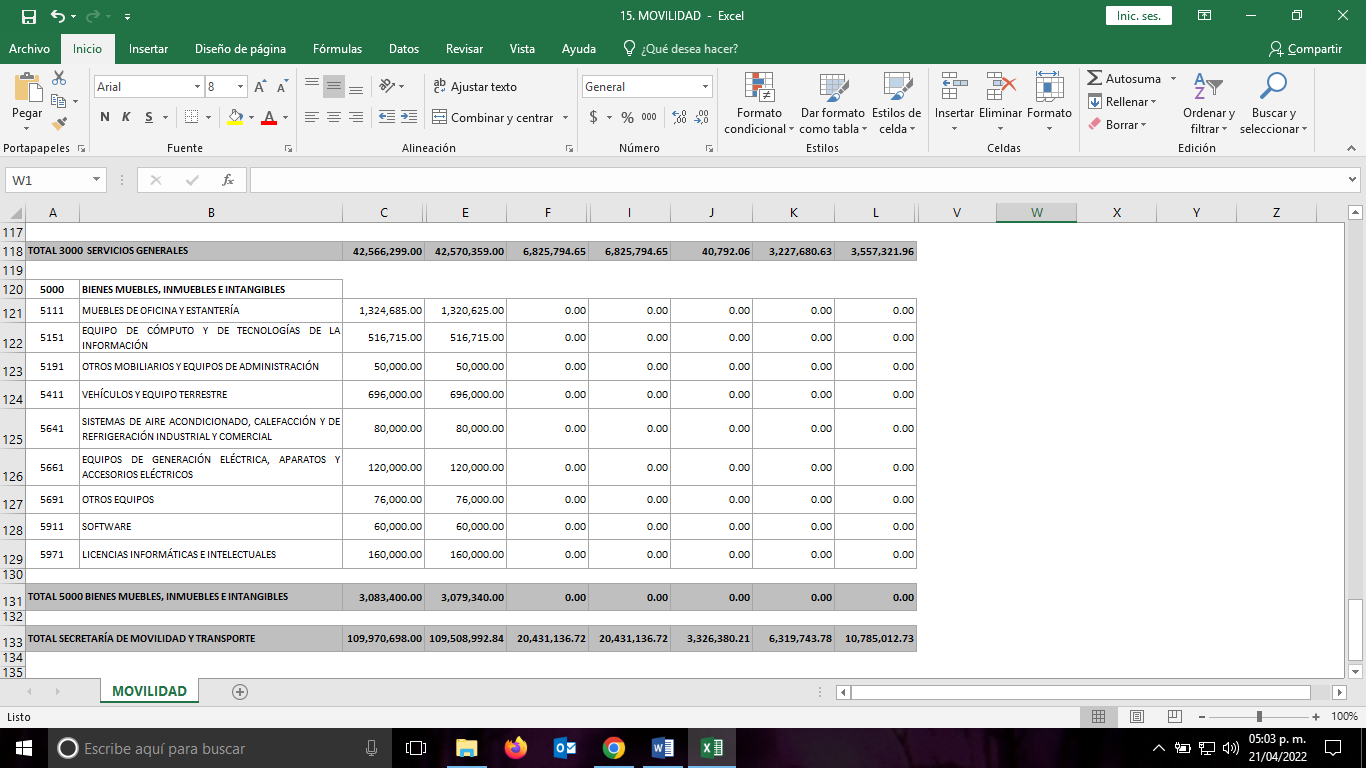 15. MOVILIDAD - Excel
Inic. ses.
Archivo Inicio Insertar Diseño de página Fórmulas Datos Revisar Vista Ayuda ¿Qué desea hacer? Compartir
Pegar
Arial 8 A A
N K S A
ab Ajustar texto
Combinar y centrar
General
$ % 000
Formato condicional
Dar formato como tabla
Estilos de celda
Insertar Eliminar Formato
Autosuma
Rellenar
Borrar
Ordenar y filtrar
Buscar y seleccionar
Portapapeles Fuente Alineación Número Estilos Celdas Edición
W1 fx
A B C E F I J K L V W X Y Z
117
118 TOTAL 3000 SERVICIOS GENERALES 42,566,299.00 42,570,359.00 6,825,794.65 6,825,794.65 40,792.06 3,227,680.63 3,557,321.96
119
120 5000 BIENES MUEBLES, INMUEBLES E INTANGIBLES
121 5111 MUEBLES DE OFICINA Y ESTANTERÍA 1,324,685.00 1,320,625.00 0.00 0.00 0.00 0.00 0.00
122 5151 EQUIPO DE CÓMPUTO Y DE TECNOLOGÍAS DE LA
INFORMACIÓN 516,715.00 516,715.00 0.00 0.00 0.00 0.00 0.00
123 5191 OTROS MOBILIARIOS Y EQUIPOS DE ADMINISTRACIÓN 50,000.00 50,000.00 0.00 0.00 0.00 0.00 0.00
124 5411 VEHÍCULOS Y EQUIPO TERRESTRE 696,000.00 696,000.00 0.00 0.00 0.00 0.00 0.00
125 5641 SISTEMAS DE AIRE ACONDICIONADO, CALEFACCIÓN Y DE
REFRIGERACIÓN INDUSTRIAL Y COMERCIAL 80,000.00 80,000.00 0.00 0.00 0.00 0.00 0.00
126 5661 EQUIPOS DE GENERACIÓN ELÉCTRICA, APARATOS Y
ACCESORIOS ELÉCTRICOS 120,000.00 120,000.00 0.00 0.00 0.00 0.00 0.00
127 5691 OTROS EQUIPOS 76,000.00 76,000.00 0.00 0.00 0.00 0.00 0.00
128 5911 SOFTWARE 60,000.00 60,000.00 0.00 0.00 0.00 0.00 0.00
129 5971 LICENCIAS INFORMÁTICAS E INTELECTUALES 160,000.00 160,000.00 0.00 0.00 0.00 0.00 0.00
130
131 TOTAL 5000 BIENES MUEBLES, INMUEBLES E INTANGIBLES 3,083,400.00 3,079,340.00 0.00 0.00 0.00 0.00 0.00
132
133 TOTAL SECRETARÍA DE MOVILIDAD Y TRANSPORTE 109,970,698.00 109,508,992.84 20,431,136.72 20,431,136.72 3,326,380.21 6,319,743.78 10,785,012.73
134
135
MOVILIDAD
Listo 100%
Escribe aquí para buscar
05:03 p. m.
21/04/2022